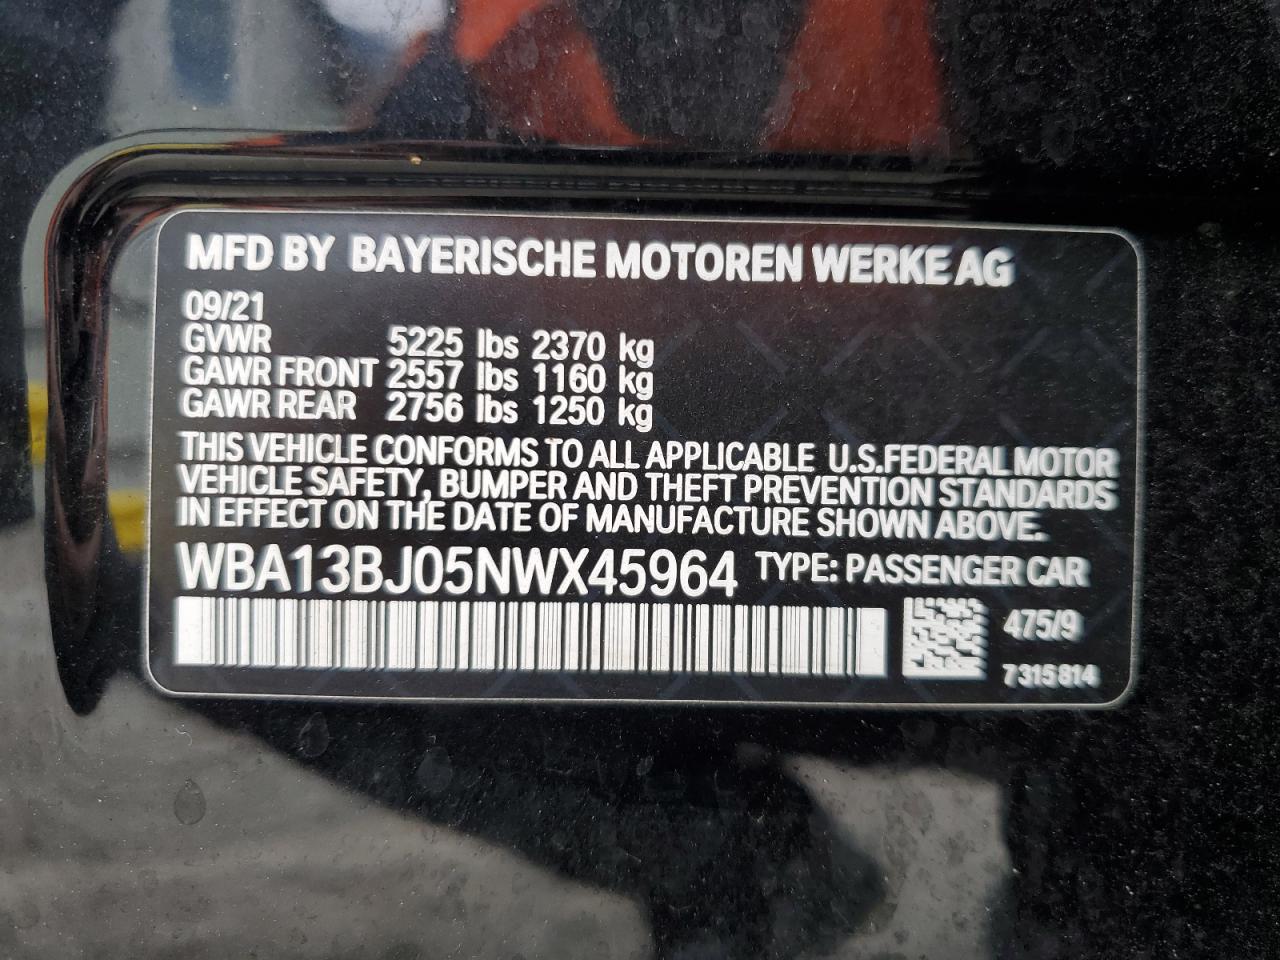 MFD BY BAYERISCHE MOTOREN WERKE AG
09/21
GVWR 5225 lbs 2370 kg
GAWR FRONT 2557 lbs 1160 kg
GAWR REAR 2756 lbs 1250 kg
THIS VEHICLE CONFORMS TO ALL APPLICABLE U.S.FEDERAL MOTOR
VEHICLE SAFETY, BUMPER AND THEFT PREVENTION STANDARDS
IN EFFECT ON THE DATE OF MANUFACTURE SHOWN ABOVE.
WBA13BJ05NWX45964 TYPE: PASSENGER CAR
475/9
7315814